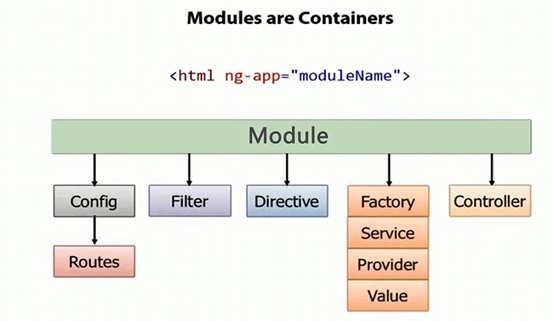 Modules are Containers
<html ng-app="moduleName">
Module
Config
Filter
Directive
Factory
Controller
Service
Routes
Provider
Value